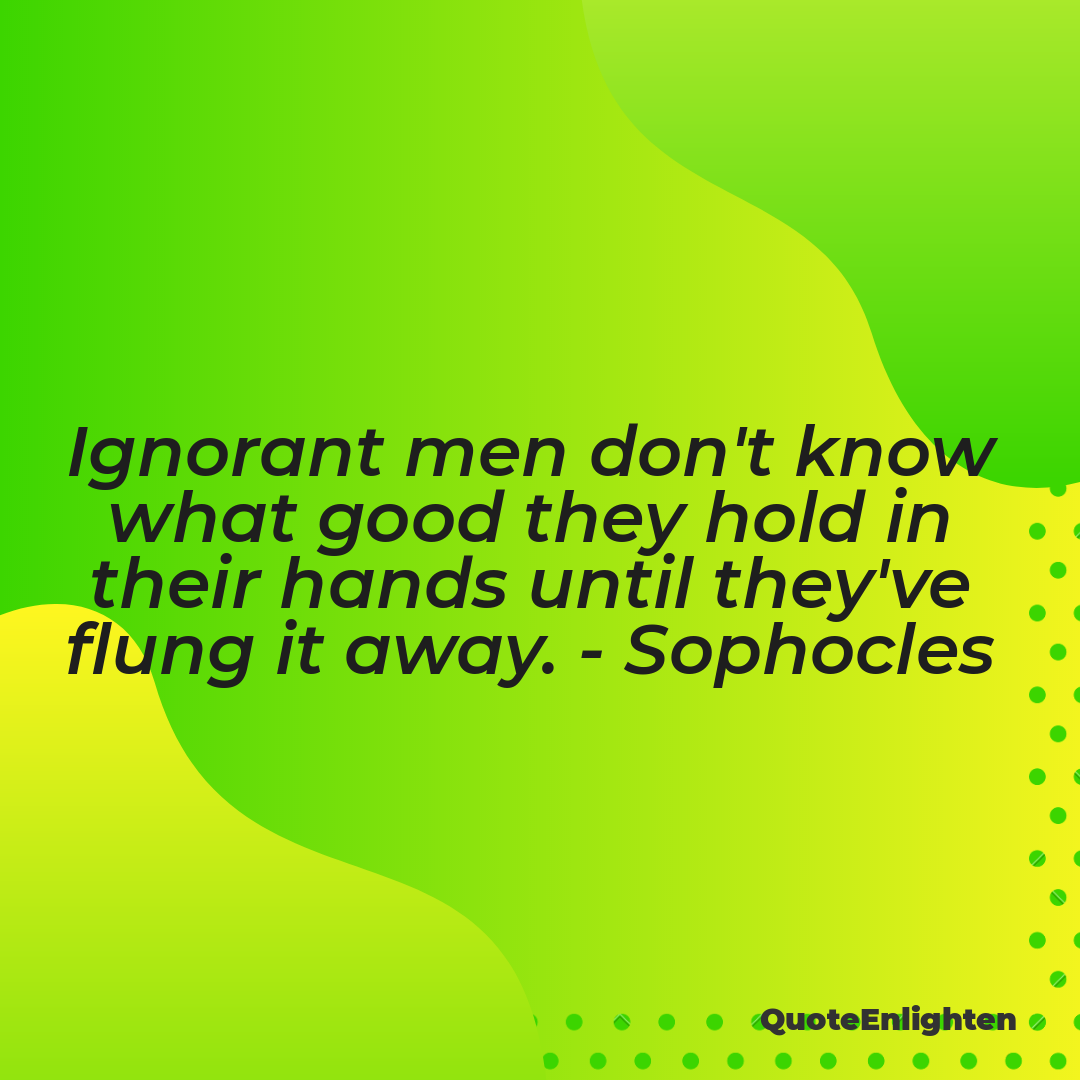 Ignorant men don't know
what good they hold in
their hands until they've
flung it away. - Sophocles
QuoteEnlighten